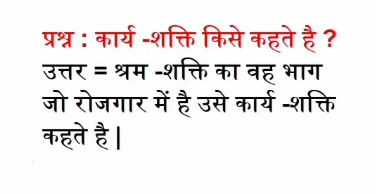 प्रश्न : कार्य -शक्ति किसे कहते है ?
उत्तर = श्रम -शक्ति का वह भाग
जो रोजगार में है उसे कार्य -शक्ति
कहते है |